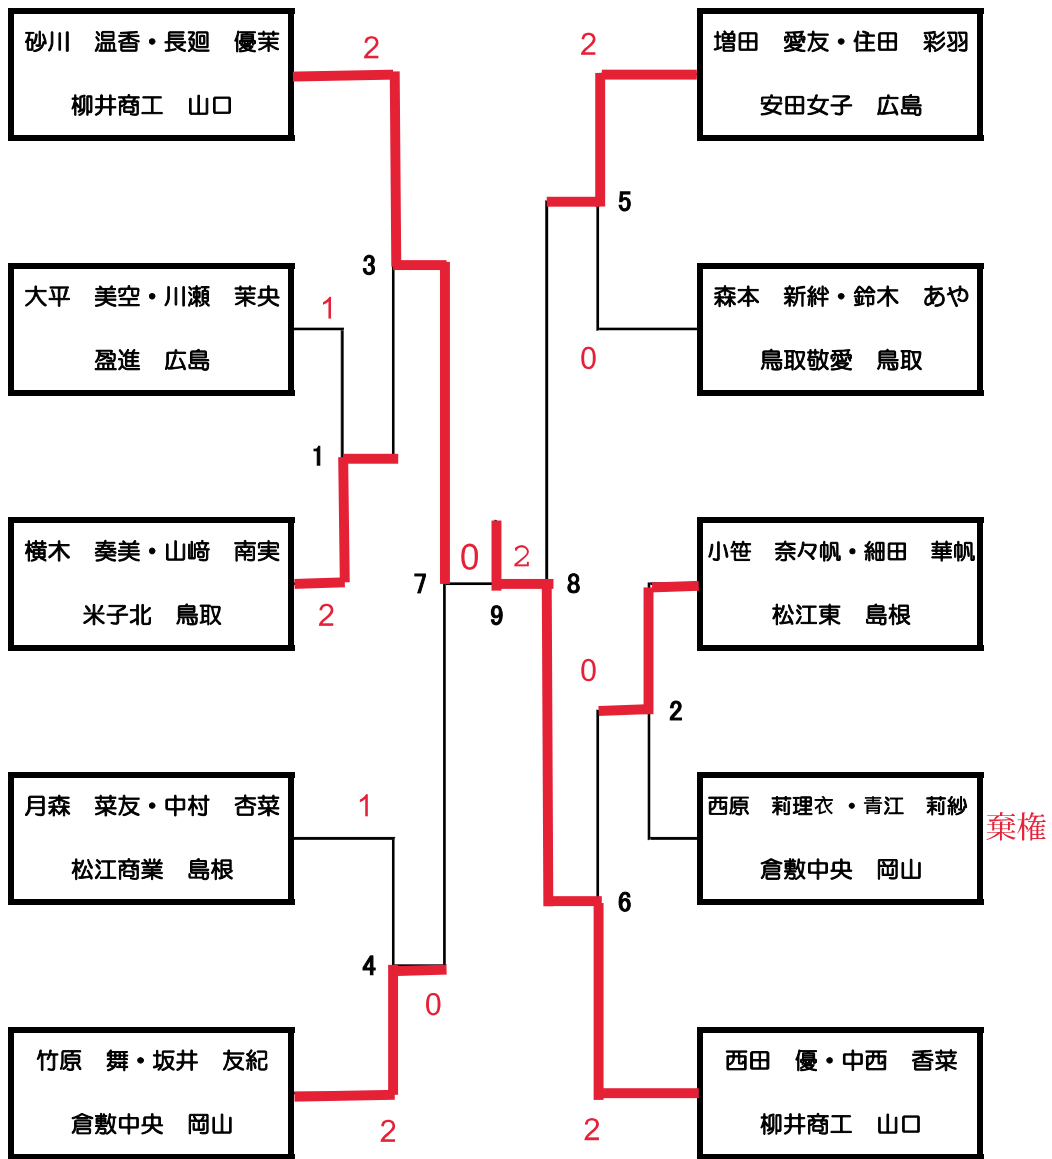 砂川　温香・長廻　優茉
柳井商工　山口
2
大平　美空・川瀬　茉央
盈進　広島
1
3
1
横木　奏美・山﨑　南実
米子北　鳥取
2
7
月森　菜友・中村　杏菜
松江商業　島根
1
4
0
竹原　舞・坂井　友紀
倉敷中央　岡山
2
0
2
9
8
増田　愛友・住田　彩羽
安田女子　広島
2
5
森本　新絆・鈴木　あや
鳥取敬愛　鳥取
0
小笹　奈々帆・細田　華帆
松江東　島根
0
2
西原　莉理衣　・青江　莉紗
倉敷中央　岡山
棄権
6
西田　優・中西　香菜
柳井商工　山口
2